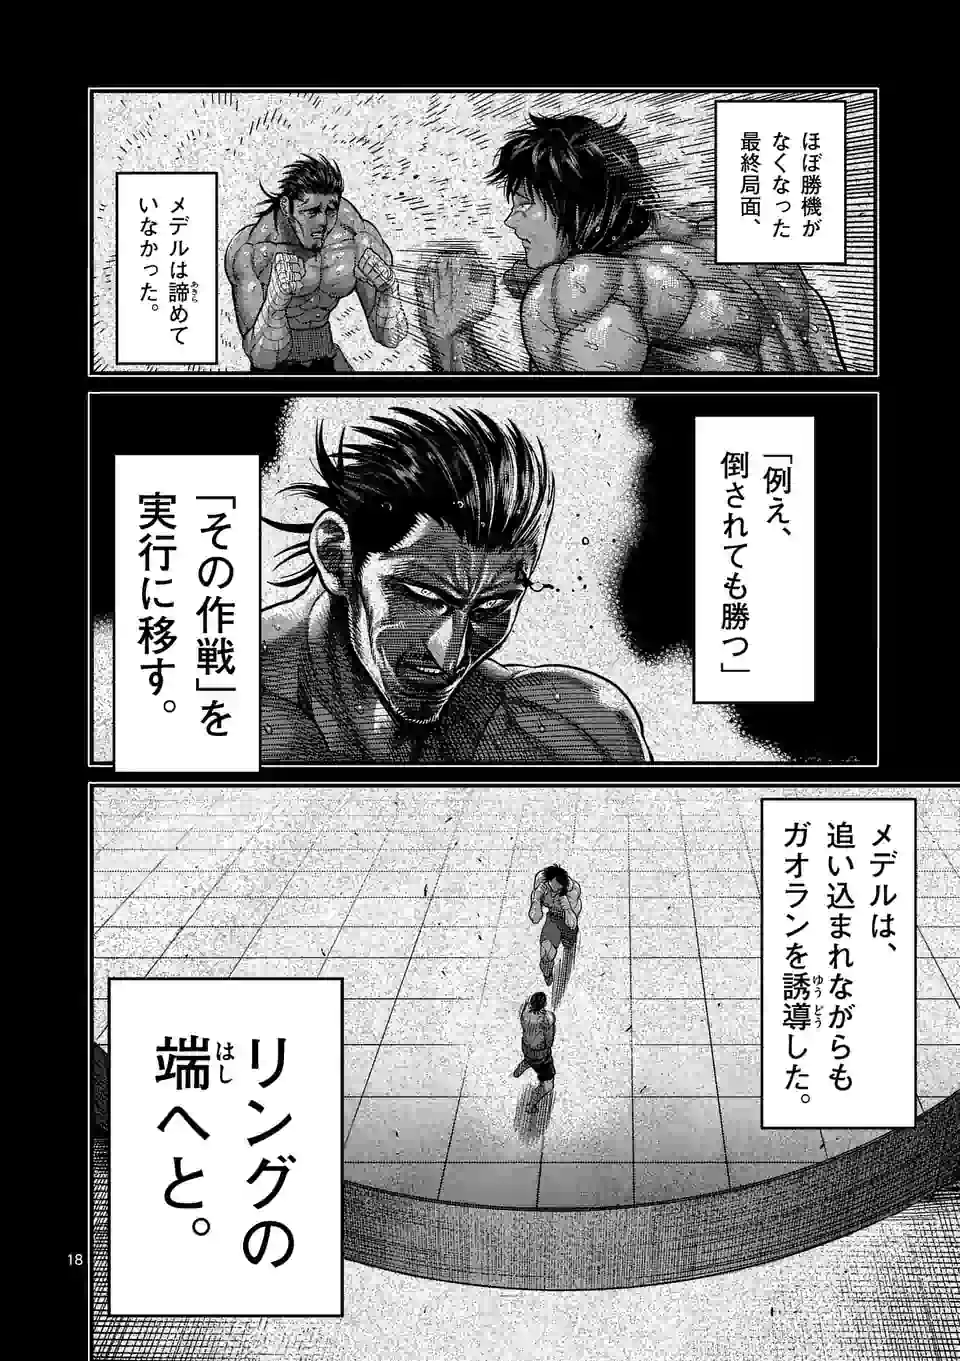 ほぼ勝機が
なくなった
最終局面、
メデルは諦めて
いなかった。
「例え、
倒されても勝つ」
「その作戦」を
実行に移す。
メデルは、
追い込まれながらも
ガオランを誘導した。
リングの
端へと。
18